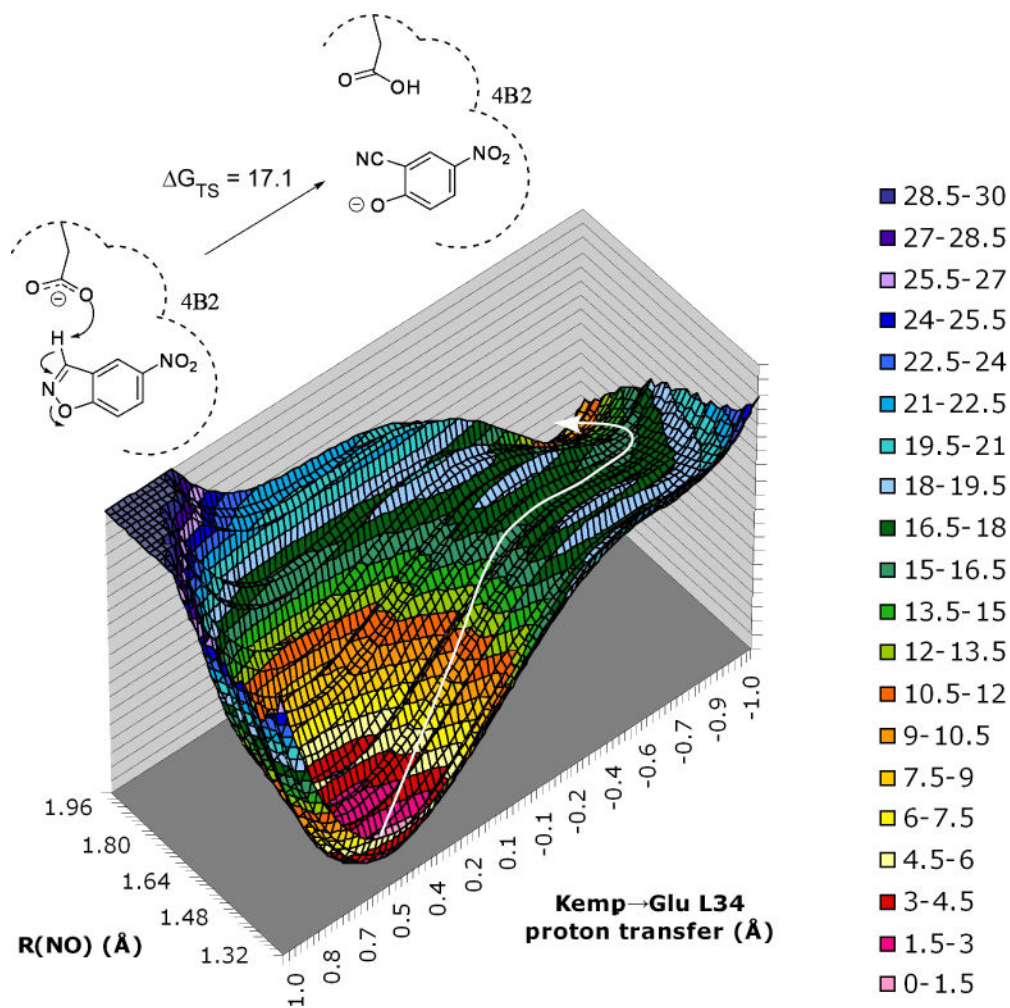 O
OH
4B2
NC
NO2
⊖ O
ΔG_TS = 17.1
O
O
⊖
4B2
H
N
O
NO2
28.5-30
27-28.5
25.5-27
24-25.5
22.5-24
21-22.5
19.5-21
18-19.5
16.5-18
15-16.5
13.5-15
12-13.5
10.5-12
9-10.5
7.5-9
6-7.5
4.5-6
3-4.5
1.5-3
0-1.5
1.96
1.80
1.64
1.48
1.32
R(NO) (Å)
1.0
0.8
0.7
0.5
0.4
0.2
0.1
-0.1
-0.2
-0.4
-0.6
-0.7
-0.9
-1.0
Kemp→Glu L34
proton transfer (Å)